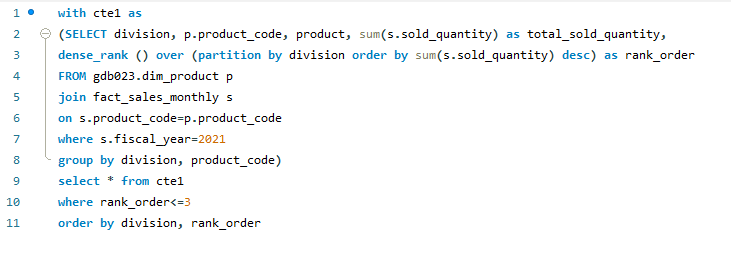 1 with cte1 as
2 (SELECT division, p.product_code, product, sum(s.sold_quantity) as total_sold_quantity,
3 dense_rank () over (partition by division order by sum(s.sold_quantity) desc) as rank_order
4 FROM gdb023.dim_product p
5 join fact_sales_monthly s
6 on s.product_code=p.product_code
7 where s.fiscal_year=2021
8 group by division, product_code)
9 select * from cte1
10 where rank_order<=3
11 order by division, rank_order